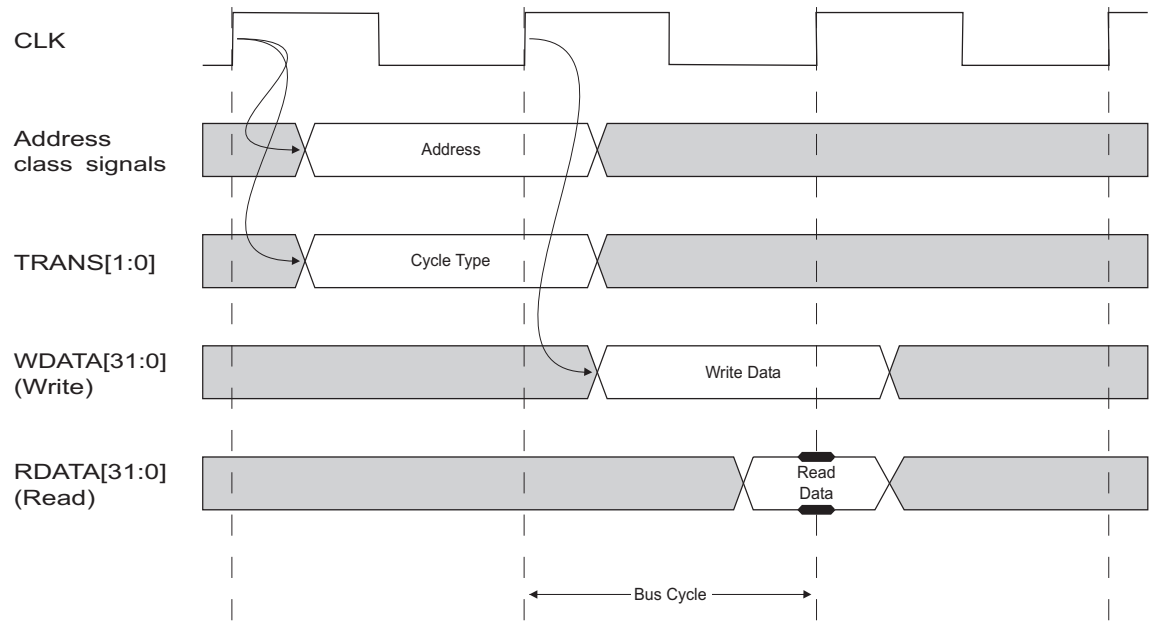 CLK
Address
class signals
Address
TRANS[1:0]
Cycle Type
WDATA[31:0]
(Write)
Write Data
RDATA[31:0]
(Read)
Read
Data
Bus Cycle